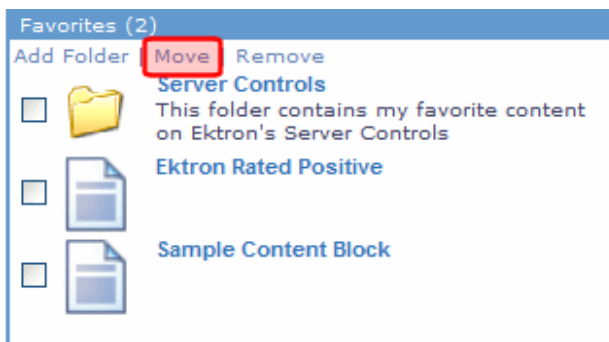 Favorites (2)
Add Folder | Move | Remove
Server Controls
This folder contains my favorite content
on Ektron's Server Controls
Ektron Rated Positive
Sample Content Block